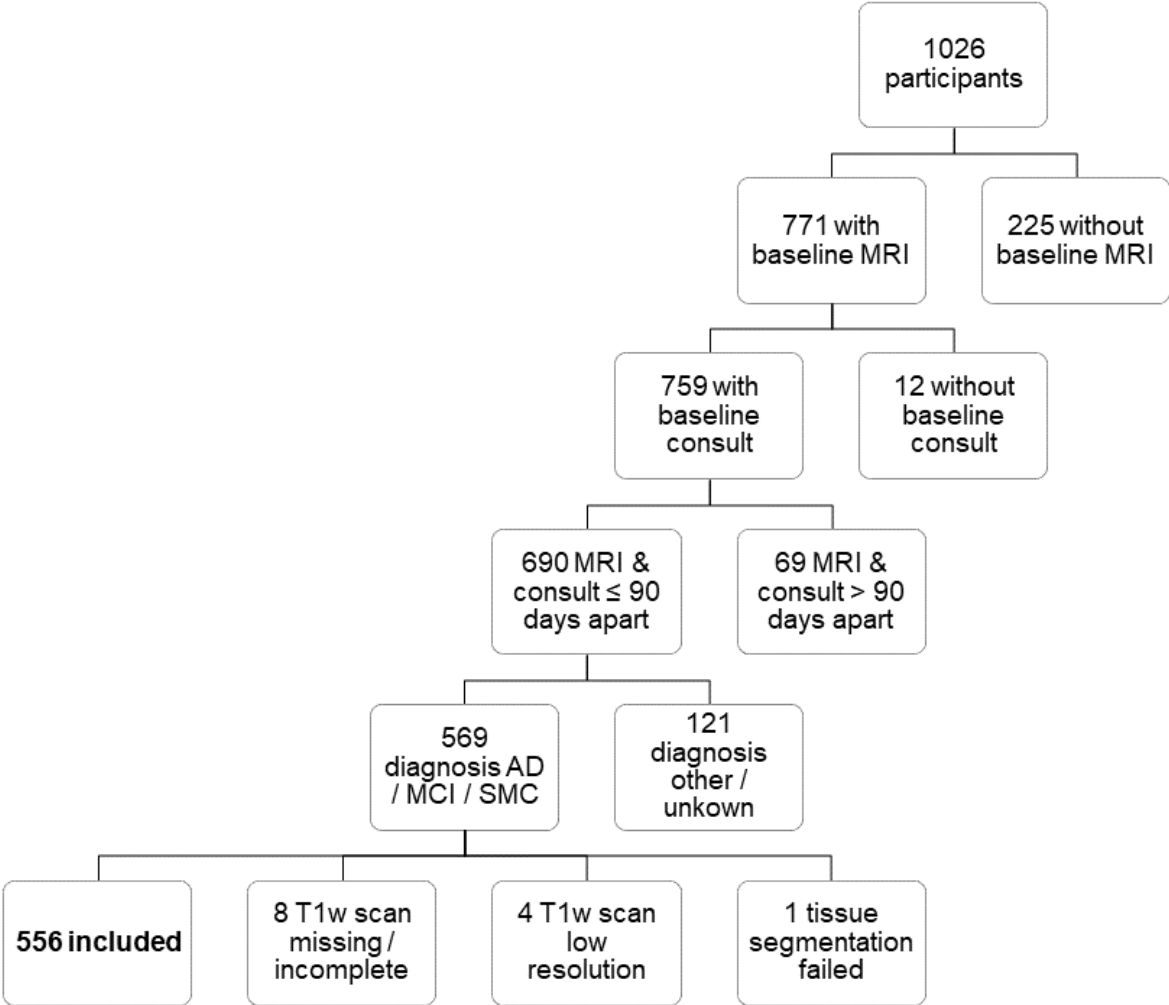 1026
participants
771 with
baseline MRI
225 without
baseline MRI
759 with
baseline
consult
12 without
baseline
consult
690 MRI &
consult ≤ 90
days apart
69 MRI &
consult > 90
days apart
569
diagnosis AD
/ MCI / SMC
121
diagnosis
other /
unkown
556 included
8 T1w scan
missing /
incomplete
4 T1w scan
low
resolution
1 tissue
segmentation
failed